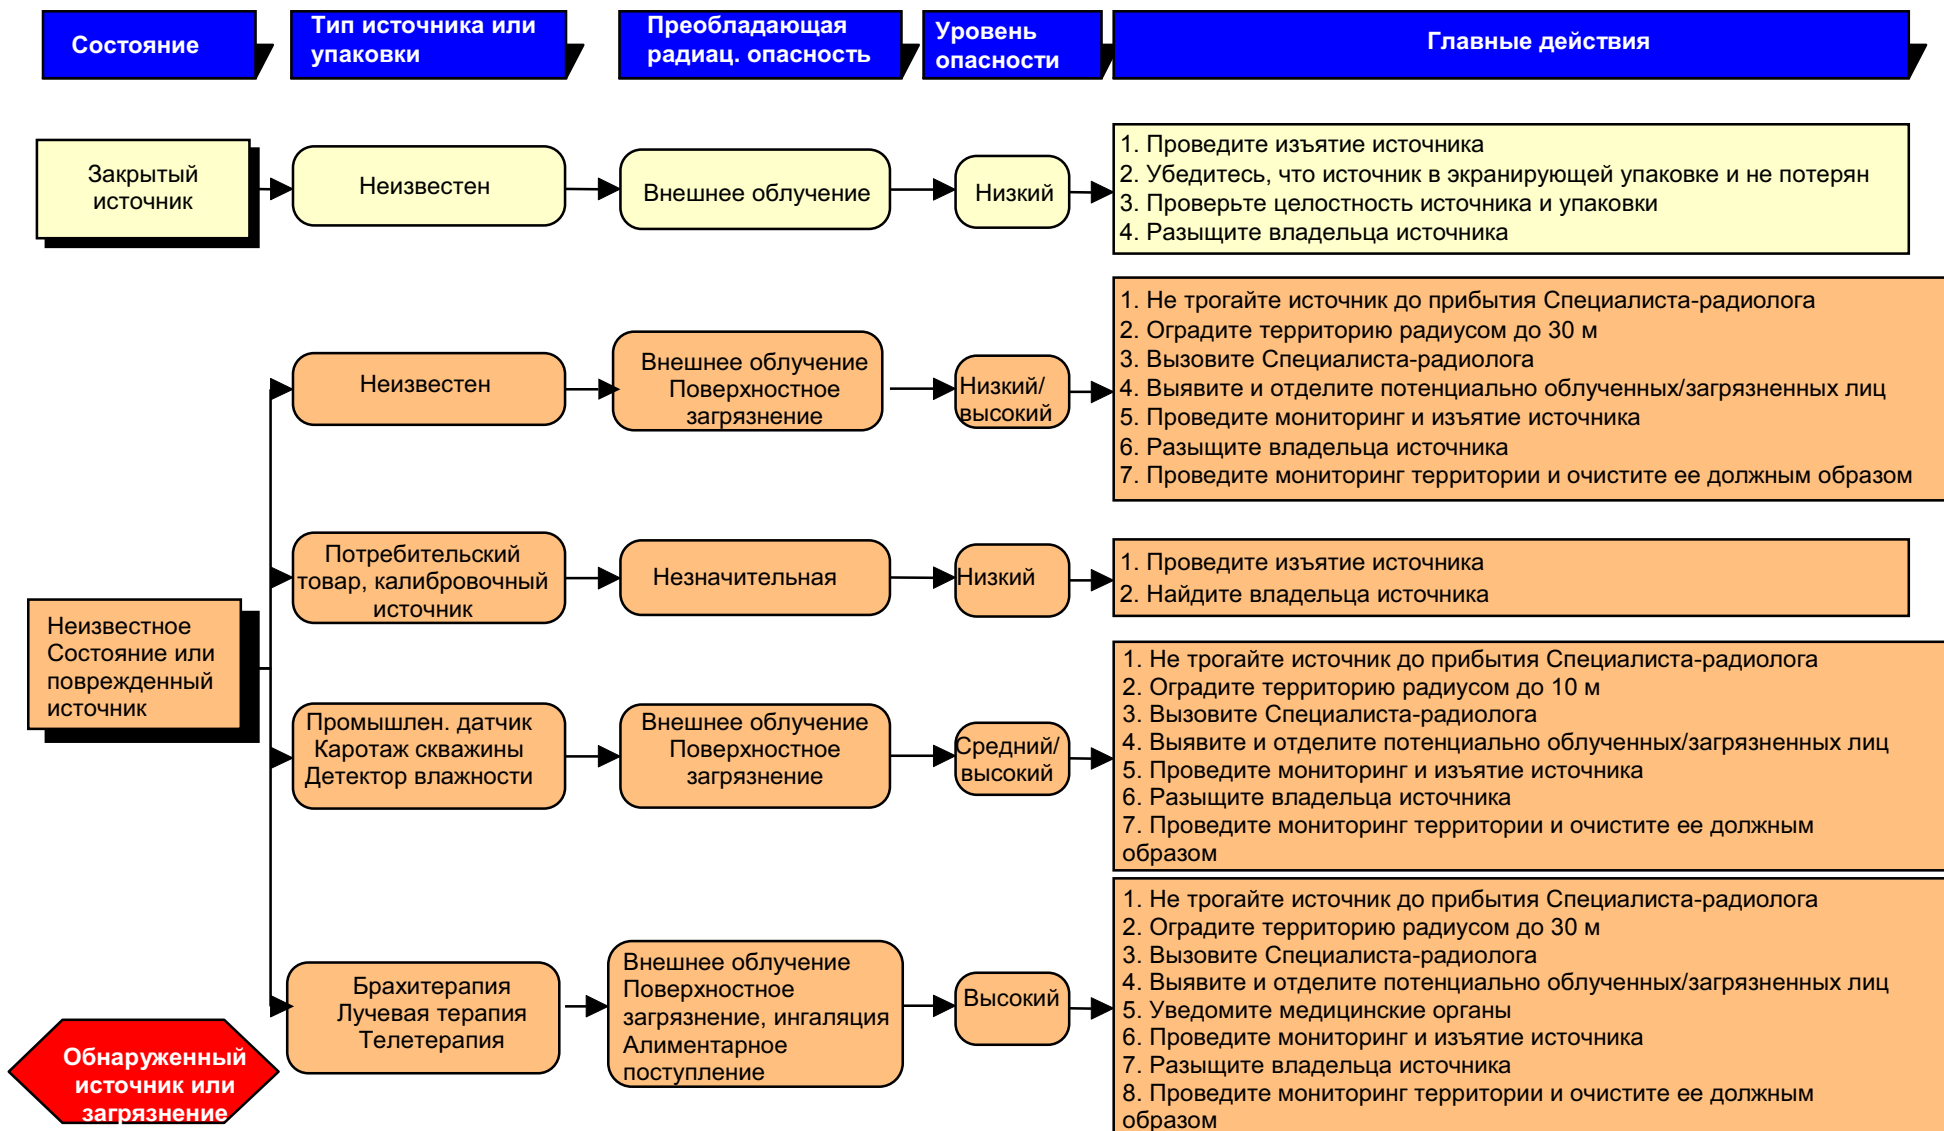 Состояние
Тип источника или
упаковки
Преобладающая
радиац. опасность
Уровень
опасности
Главные действия
Закрытый
источник
Неизвестен
Внешнее облучение
Низкий
1. Проведите изъятие источника
2. Убедитесь, что источник в экранирующей упаковке и не потерян
3. Проверьте целостность источника и упаковки
4. Разыщите владельца источника
Неизвестное
Состояние или
поврежденный
источник
Неизвестен
Внешнее облучение
Поверхностное
загрязнение
Низкий/
высокий
1. Не трогайте источник до прибытия Специалиста-радиолога
2. Оградите территорию радиусом до 30 м
3. Вызовите Специалиста-радиолога
4. Выявите и отделите потенциально облученных/загрязненных лиц
5. Проведите мониторинг и изъятие источника
6. Разыщите владельца источника
7. Проведите мониторинг территории и очистите ее должным образом
Потребительский
товар, калибровочный
источник
Незначительная
Низкий
1. Проведите изъятие источника
2. Найдите владельца источника
Промышлен. датчик
Каротаж скважины
Детектор влажности
Внешнее облучение
Поверхностное
загрязнение
Средний/
высокий
1. Не трогайте источник до прибытия Специалиста-радиолога
2. Оградите территорию радиусом до 10 м
3. Вызовите Специалиста-радиолога
4. Выявите и отделите потенциально облученных/загрязненных лиц
5. Проведите мониторинг и изъятие источника
6. Разыщите владельца источника
7. Проведите мониторинг территории и очистите ее должным
образом
Брахитерапия
Лучевая терапия
Телетерапия
Внешнее облучение
Поверхностное
загрязнение, ингаляция
Алиментарное
поступление
Высокий
1. Не трогайте источник до прибытия Специалиста-радиолога
2. Оградите территорию радиусом до 30 м
3. Вызовите Специалиста-радиолога
4. Выявите и отделите потенциально облученных/загрязненных лиц
5. Уведомите медицинские органы
6. Проведите мониторинг и изъятие источника
7. Разыщите владельца источника
8. Проведите мониторинг территории и очистите ее должным
образом
Обнаруженный
источник или
загрязнение